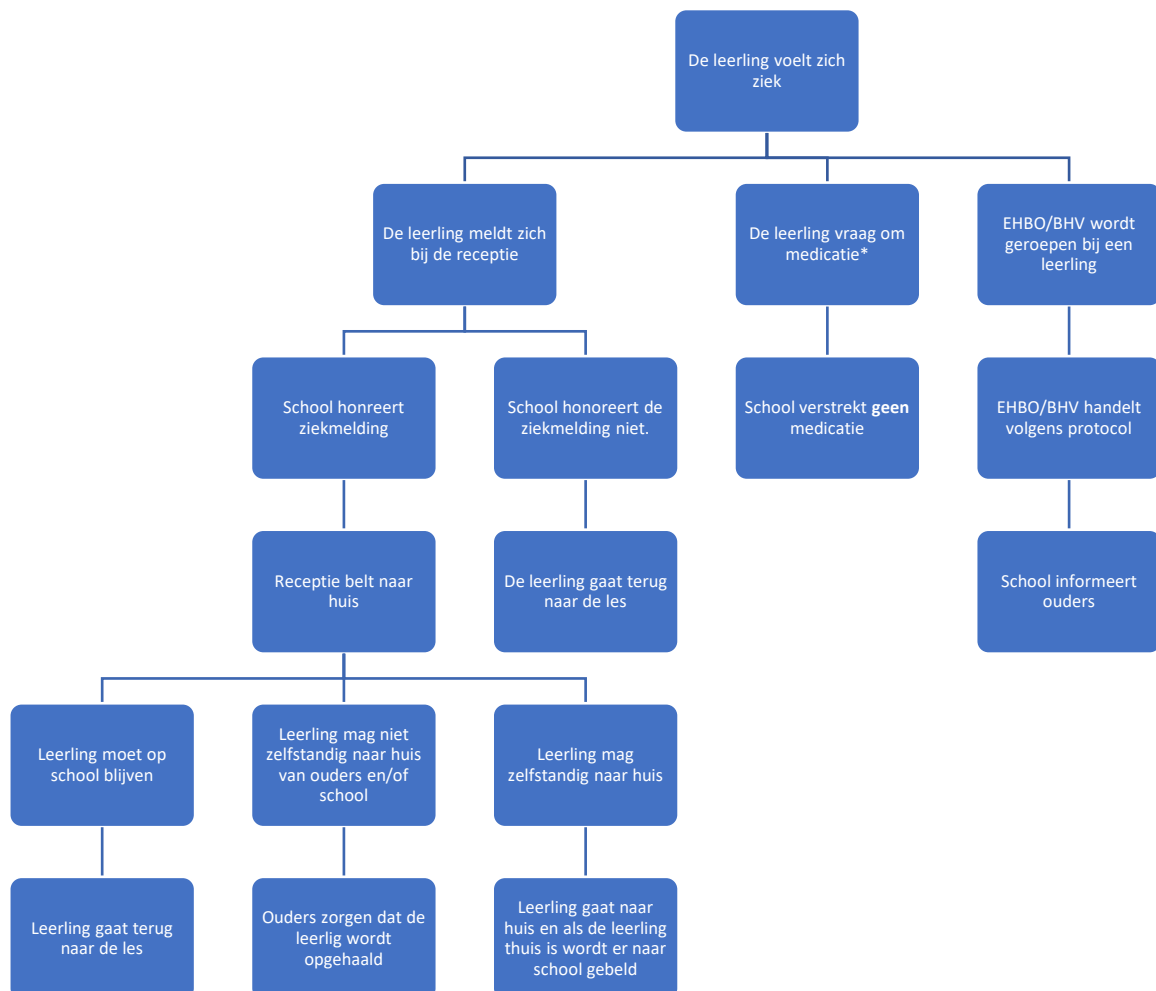 De leerling voelt zich
ziek
De leerling meldt zich
bij de receptie
De leerling vraag om
medicatie*
EHBO/BHV wordt
geroepen bij een
leerling
School honreert
ziekmelding
School honoreert de
ziekmelding niet.
School verstrekt geen
medicatie
EHBO/BHV handelt
volgens protocol
Receptie belt naar
huis
De leerling gaat terug
naar de les
School informeert
ouders
Leerling moet op
school blijven
Leerling mag niet
zelfstandig naar huis
van ouders en/of
school
Leerling mag
zelfstandig naar huis
Leerling gaat terug
naar de les
Ouders zorgen dat de
leerlig wordt
opgehaald
Leerling gaat naar
huis en als de leerling
thuis is wordt er naar
school gebeld